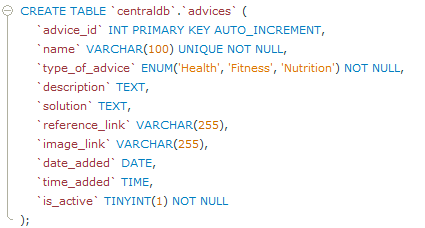 CREATE TABLE `centraldb`.`advices` (
`advice_id` INT PRIMARY KEY AUTO_INCREMENT,
`name` VARCHAR(100) UNIQUE NOT NULL,
`type_of_advice` ENUM('Health', 'Fitness', 'Nutrition') NOT NULL,
`description` TEXT,
`solution` TEXT,
`reference_link` VARCHAR(255),
`image_link` VARCHAR(255),
`date_added` DATE,
`time_added` TIME,
`is_active` TINYINT(1) NOT NULL
);